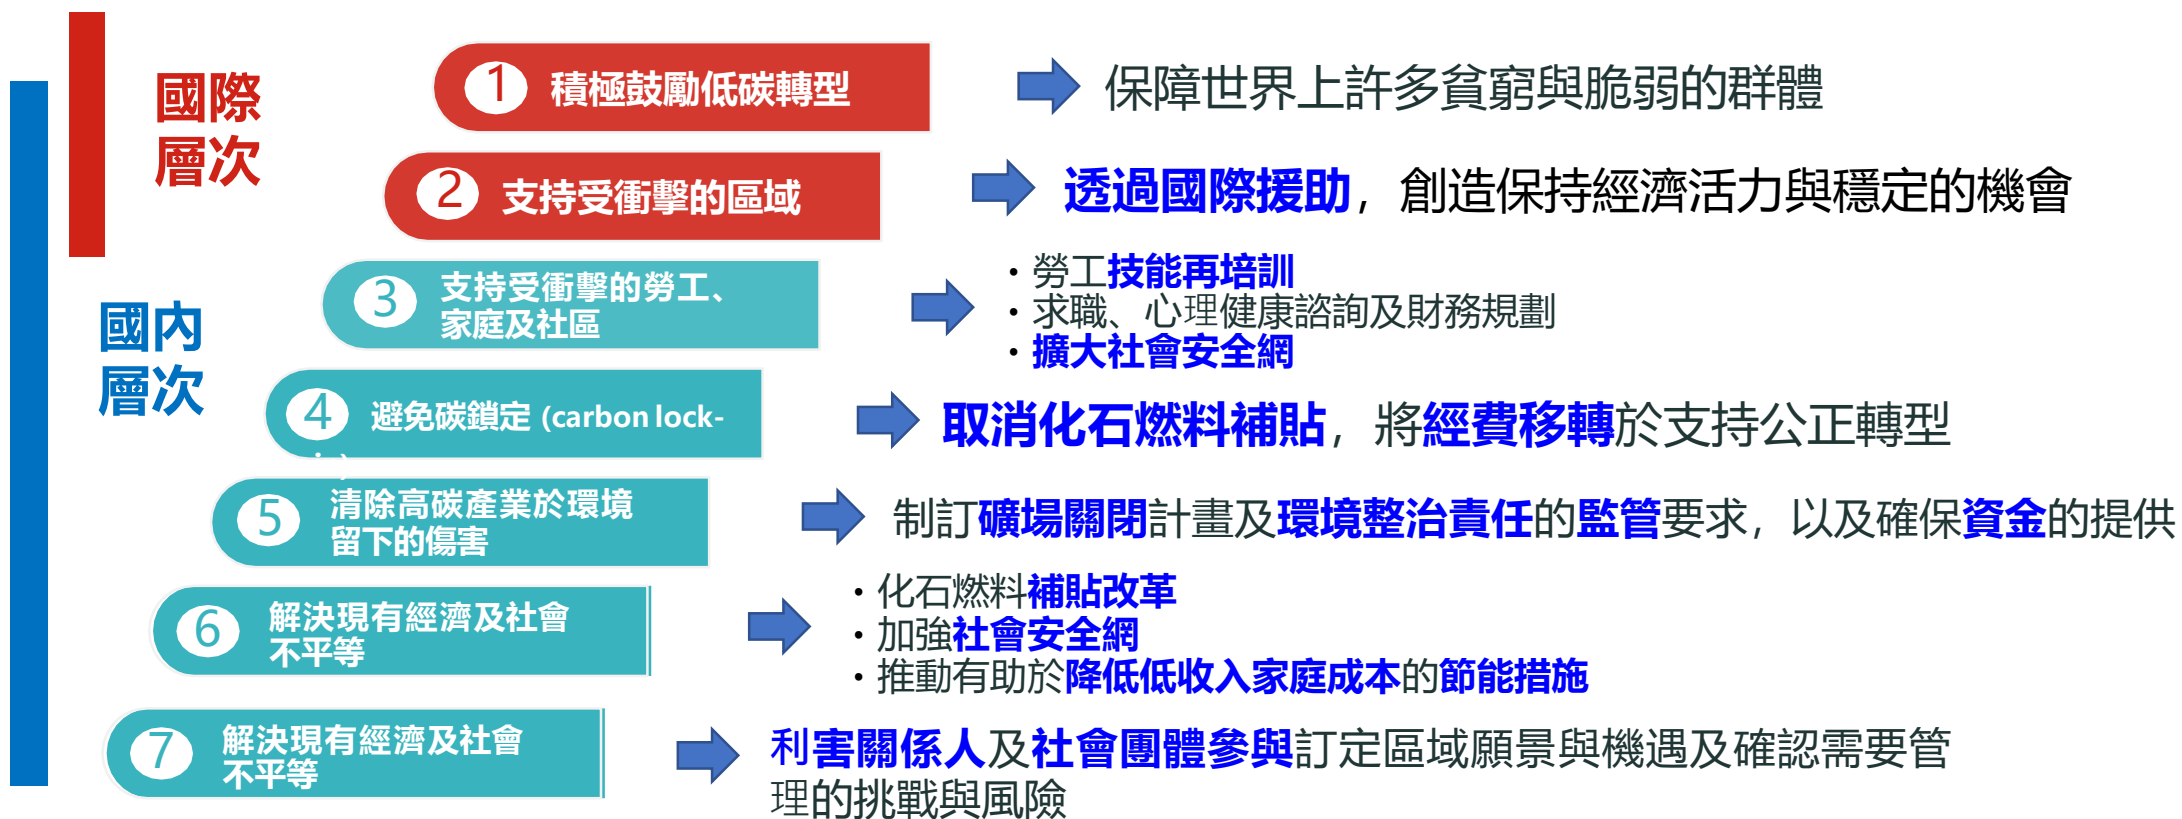 國際
層次
1 積極鼓勵低碳轉型
保障世界上許多貧窮與脆弱的群體
2 支持受衝擊的區域
透過國際援助，創造保持經濟活力與穩定的機會
國內
層次
3 支持受衝擊的勞工、
家庭及社區
・勞工技能再培訓
・求職、心理健康諮詢及財務規劃
・擴大社會安全網
4 避免碳鎖定 (carbon lock-
取消化石燃料補貼，將經費移轉於支持公正轉型
5 清除高碳產業於環境
留下的傷害
制訂礦場關閉計畫及環境整治責任的監管要求，以及確保資金的提供
6 解決現有經濟及社會
不平等
・化石燃料補貼改革
・加強社會安全網
・推動有助於降低低收入家庭成本的節能措施
7 解決現有經濟及社會
不平等
利害關係人及社會團體參與訂定區域願景與機遇及確認需要管
理的挑戰與風險